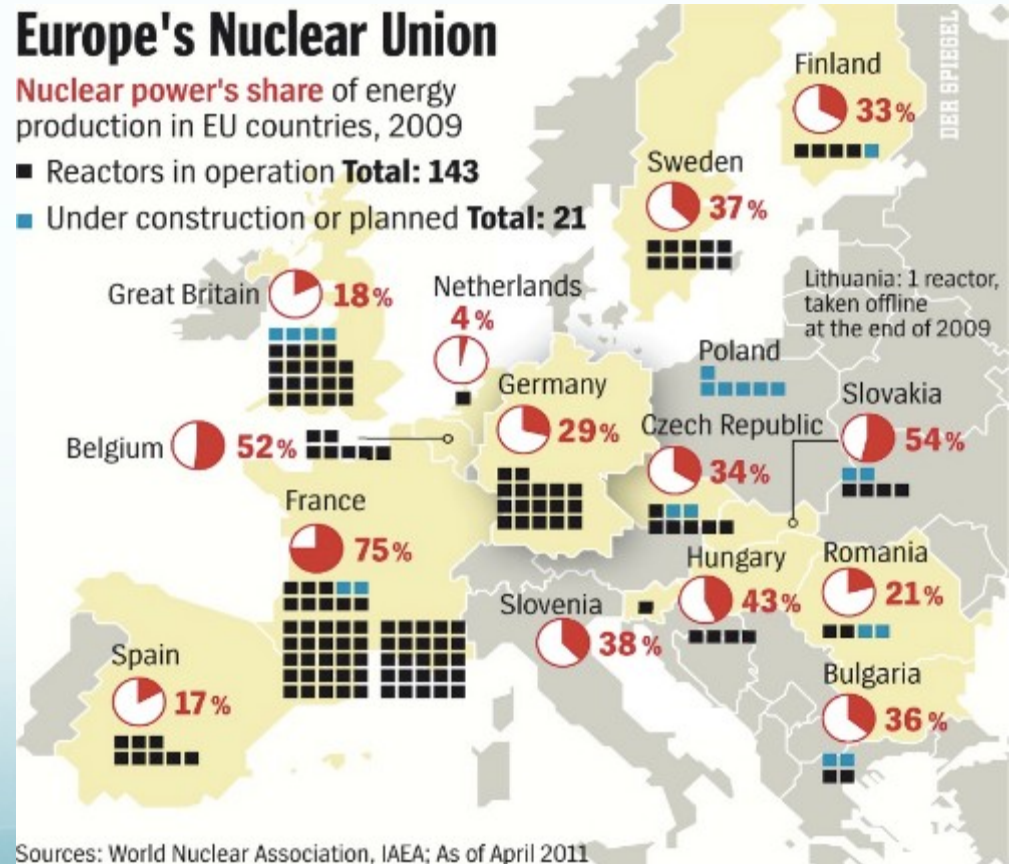 Europe's Nuclear Union
Nuclear power's share of energy
production in EU countries, 2009
Reactors in operation Total: 143
Under construction or planned Total: 21
DER SPIEGEL
Finland
33%
Sweden
37%
Lithuania: 1 reactor,
taken offline
at the end of 2009
Great Britain
18%
Netherlands
4%
Poland
Germany
29%
Slovakia
54%
Czech Republic
34%
Belgium
52%
France
75%
Hungary
43%
Romania
21%
Slovenia
38%
Spain
17%
Bulgaria
36%
Sources: World Nuclear Association, IAEA; As of April 2011